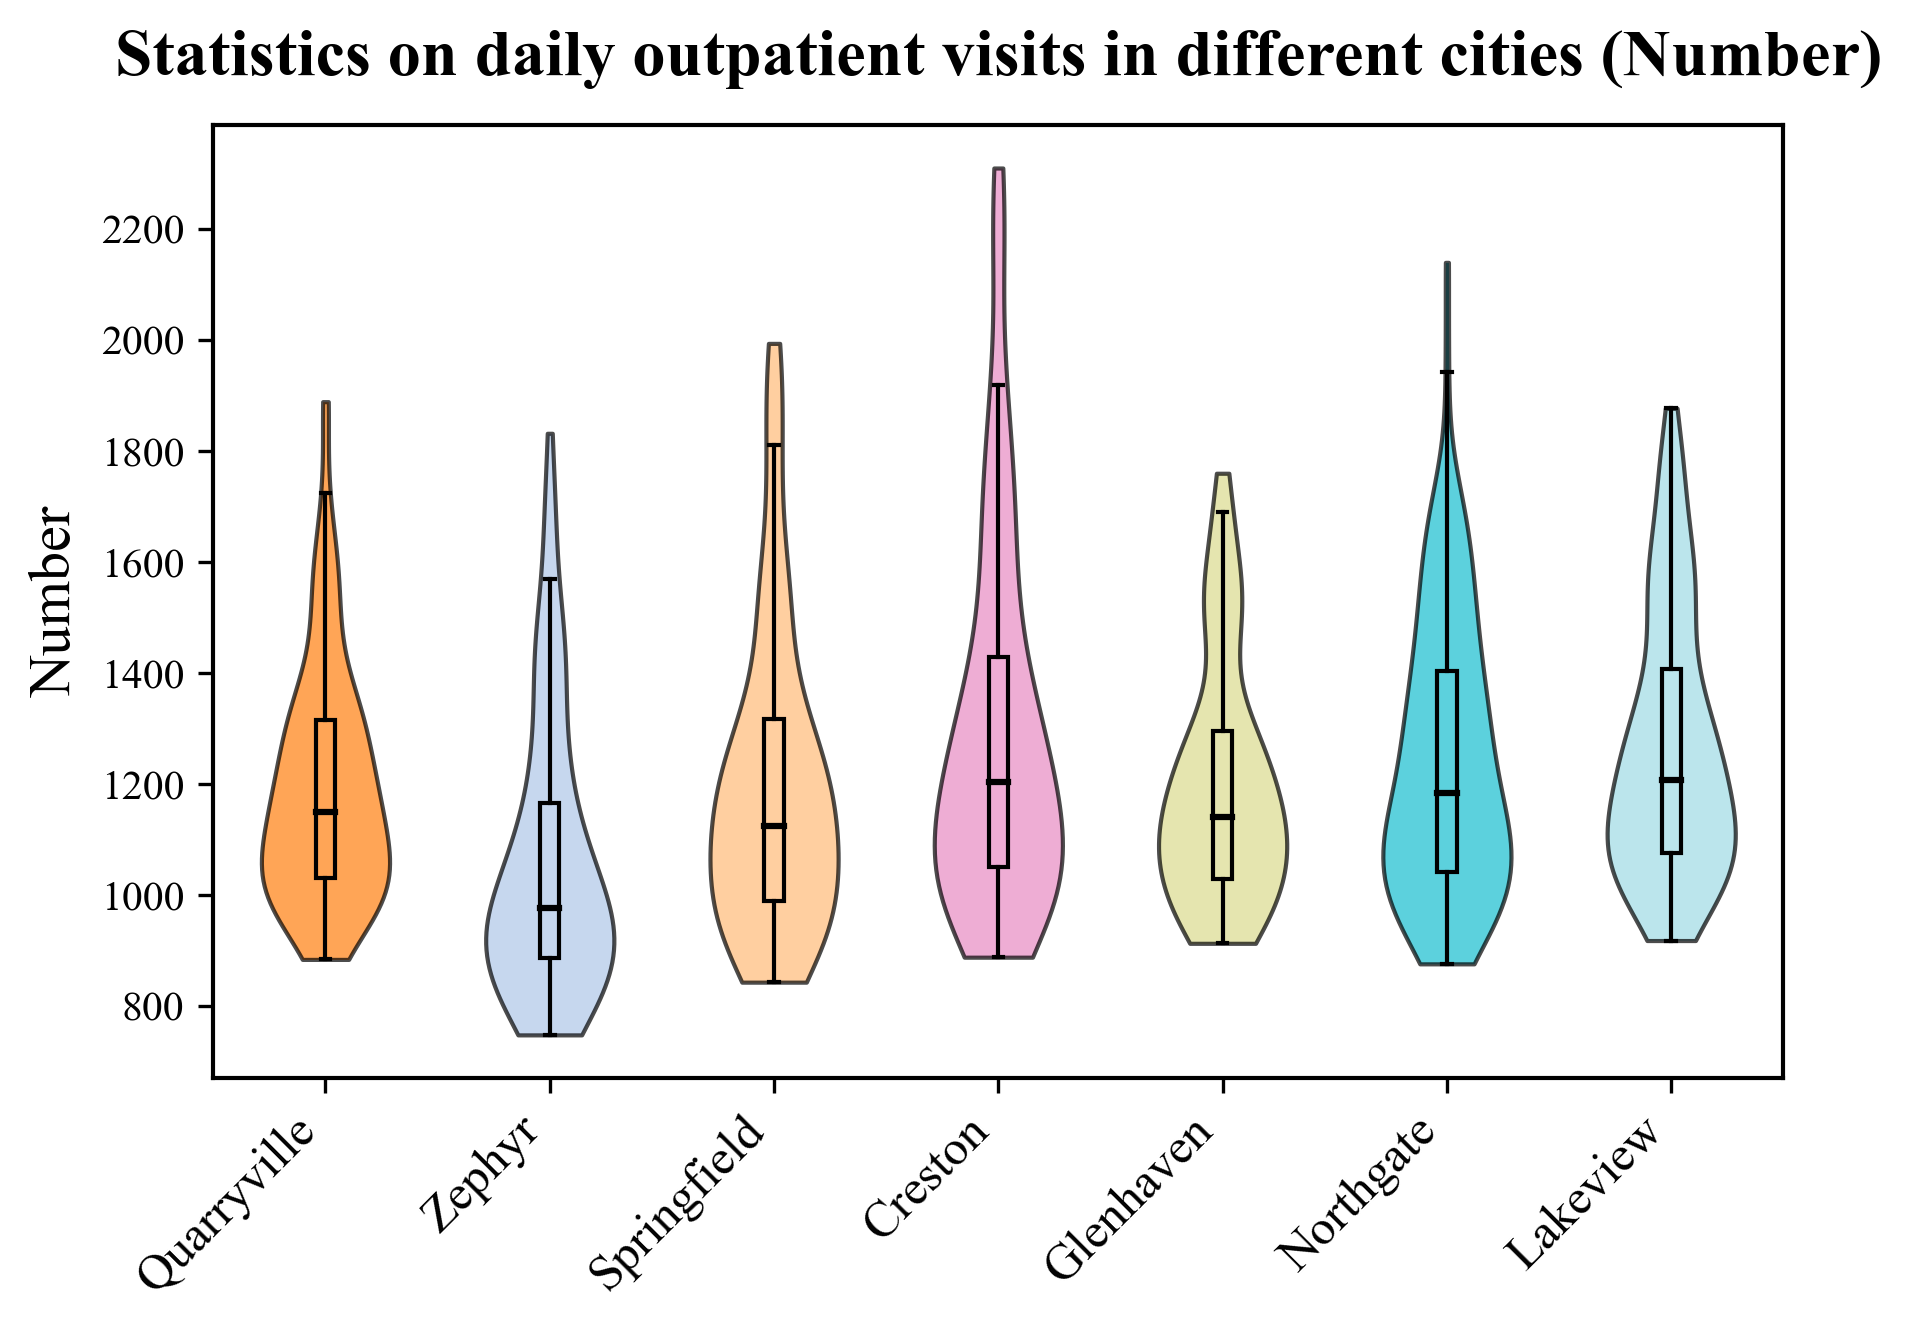 Statistics on daily outpatient visits in different cities (Number)
Number
2200
2000
1800
1600
1400
1200
1000
800
Quarryville
Zephyr
Springfield
Creston
Glenhaven
Northgate
Lakeview